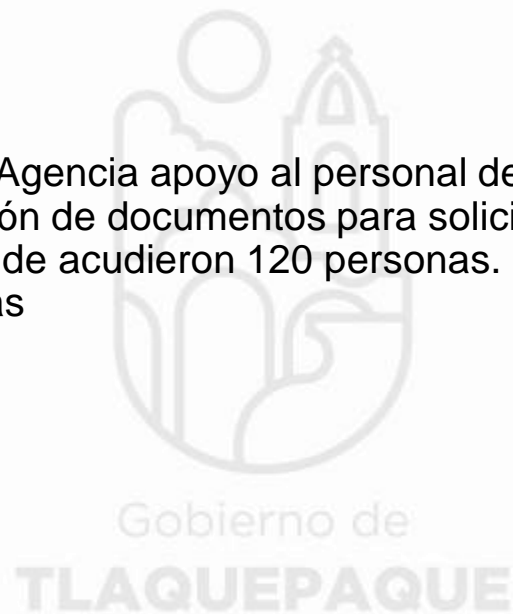 Agencia apoyo al personal de
ón de documentos para solici
de acudieron 120 personas.
as
Gobierno de
TLAQUEPAQUE